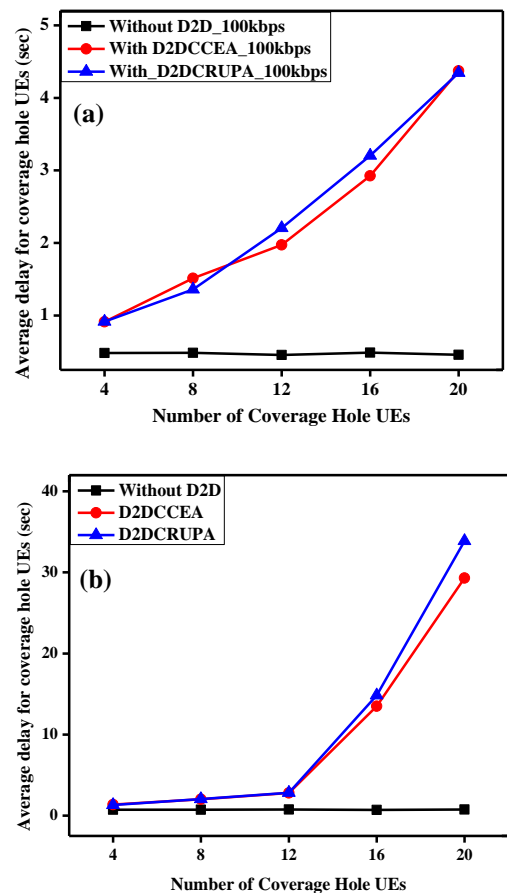 Without D2D_100kbps
With D2DCCEA_100kbps
With_D2DCRUPA_100kbps
(a)
Average delay for coverage hole UEs (sec)
5
4
3
2
1
4 8 12 16 20
Number of Coverage Hole UEs
Without D2D
D2DCCEA
D2DCRUPA
(b)
Average delay for coverage hole UEs (sec)
40
30
20
10
0
4 8 12 16 20
Number of Coverage Hole UEs